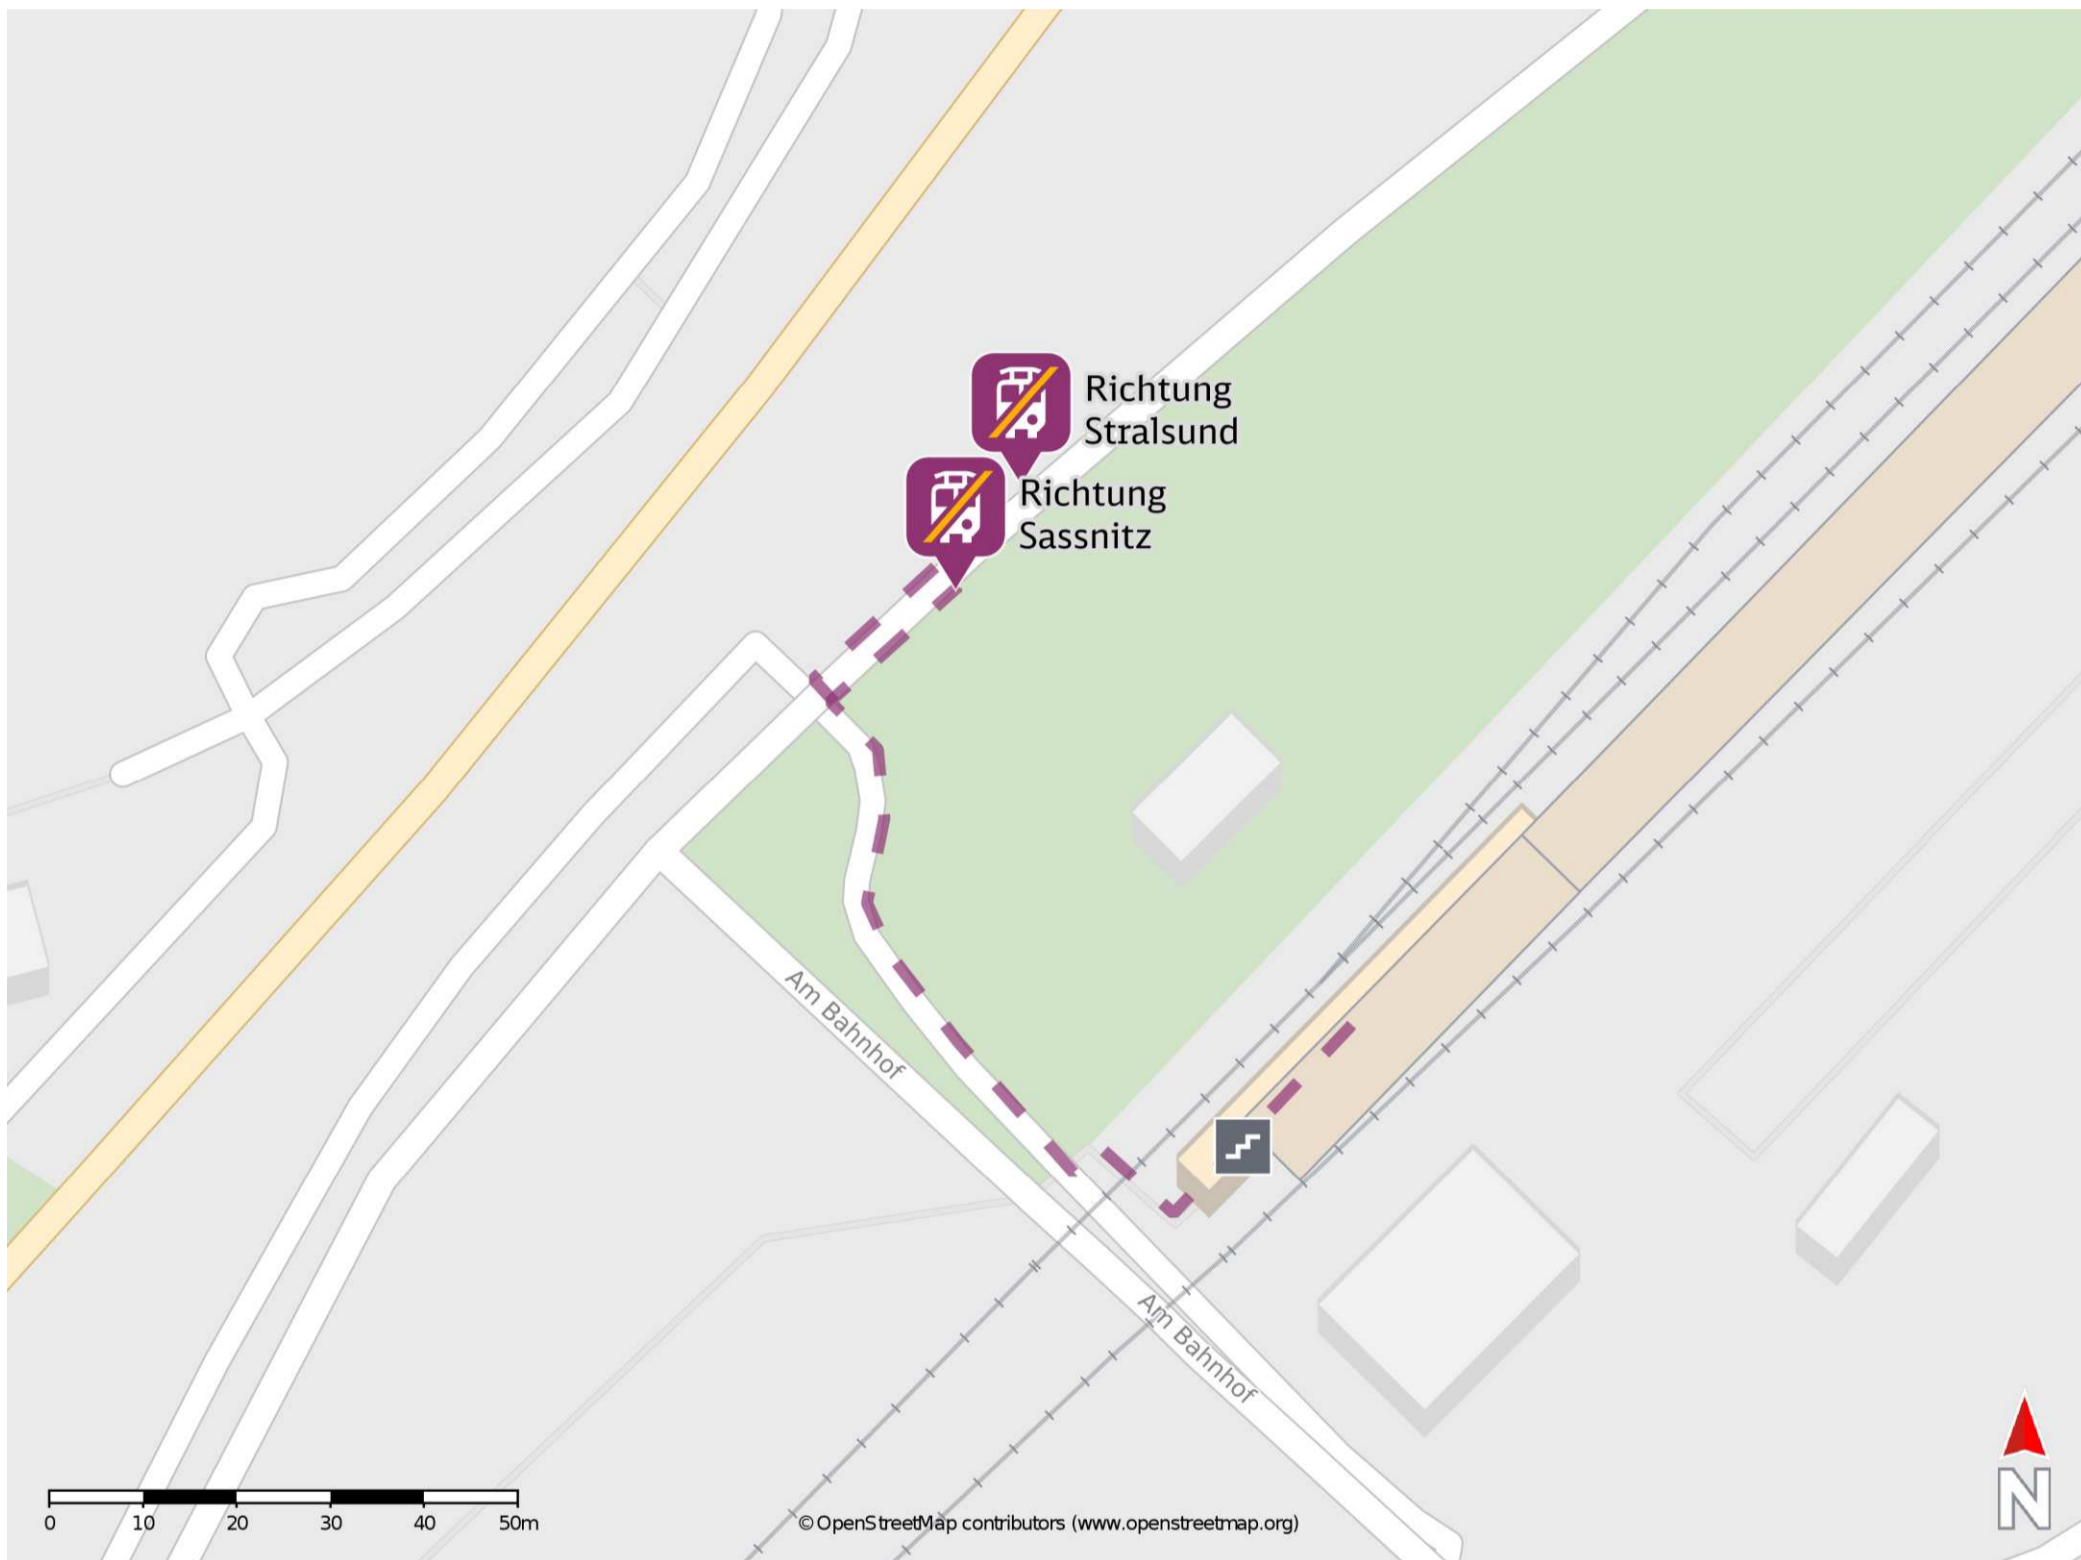 Richtung
Stralsund
Richtung
Sassnitz
Am Bahnhof
Am Bahnhof
0 10 20 30 40 50m
© OpenStreetMap contributors (www.openstreetmap.org)
N